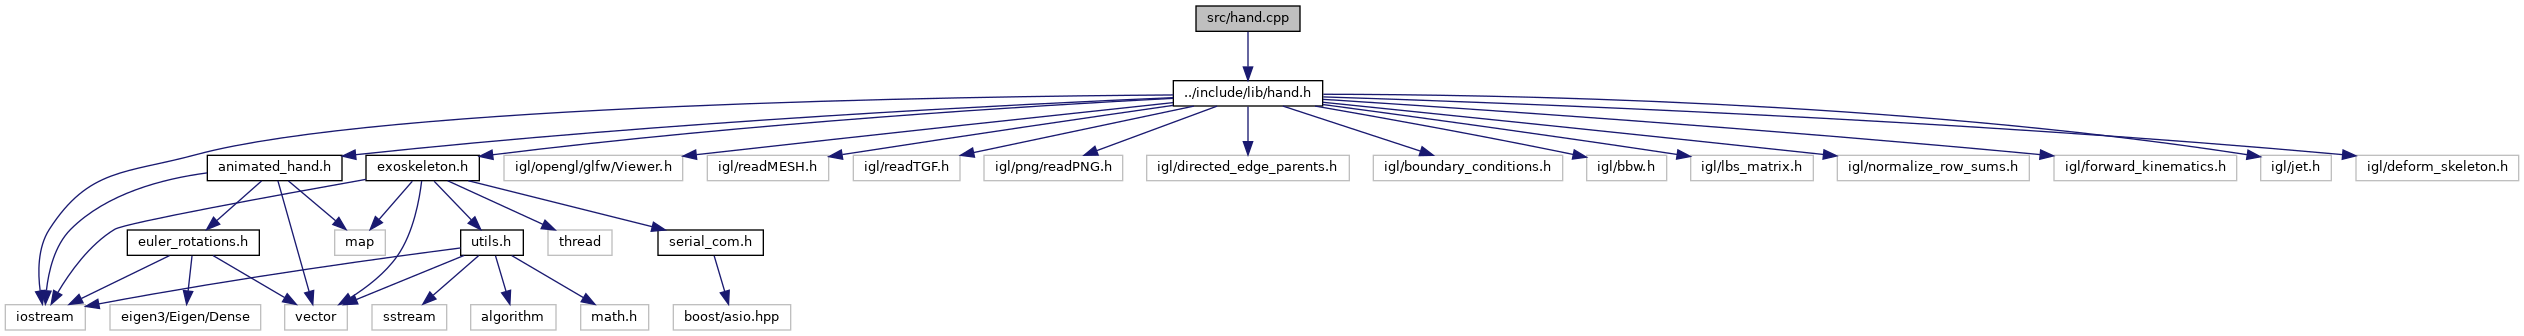 src/hand.cpp
../include/lib/hand.h
animated_hand.h
exoskeleton.h
igl/opengl/glfw/Viewer.h
igl/readMESH.h
igl/readTGF.h
igl/png/readPNG.h
igl/directed_edge_parents.h
igl/boundary_conditions.h
igl/bbw.h
igl/lbs_matrix.h
igl/normalize_row_sums.h
igl/forward_kinematics.h
igl/jet.h
igl/deform_skeleton.h
euler_rotations.h
map
utils.h
thread
serial_com.h
iostream
eigen3/Eigen/Dense
vector
sstream
algorithm
math.h
boost/asio.hpp